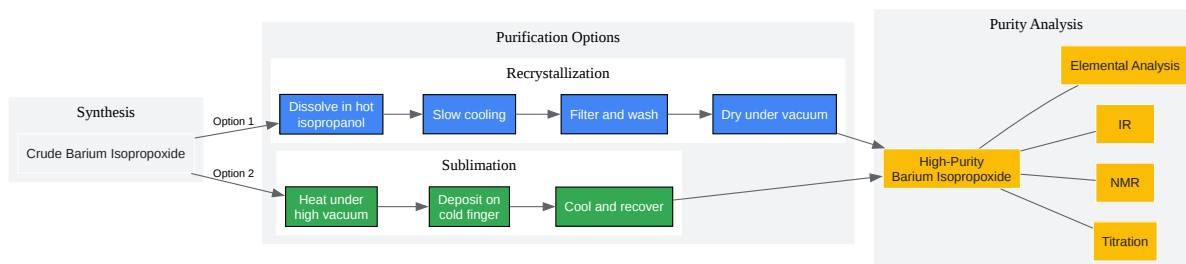 Purity Analysis
Purification Options
Elemental Analysis
Recrystallization
Synthesis
Option 1
Dissolve in hot
isopropanol
Slow cooling
Filter and wash
Dry under vacuum
IR
Crude Barium Isopropoxide
High-Purity
Barium Isopropoxide
Sublimation
Option 2
Heat under
high vacuum
Deposit on
cold finger
Cool and recover
NMR
Titration